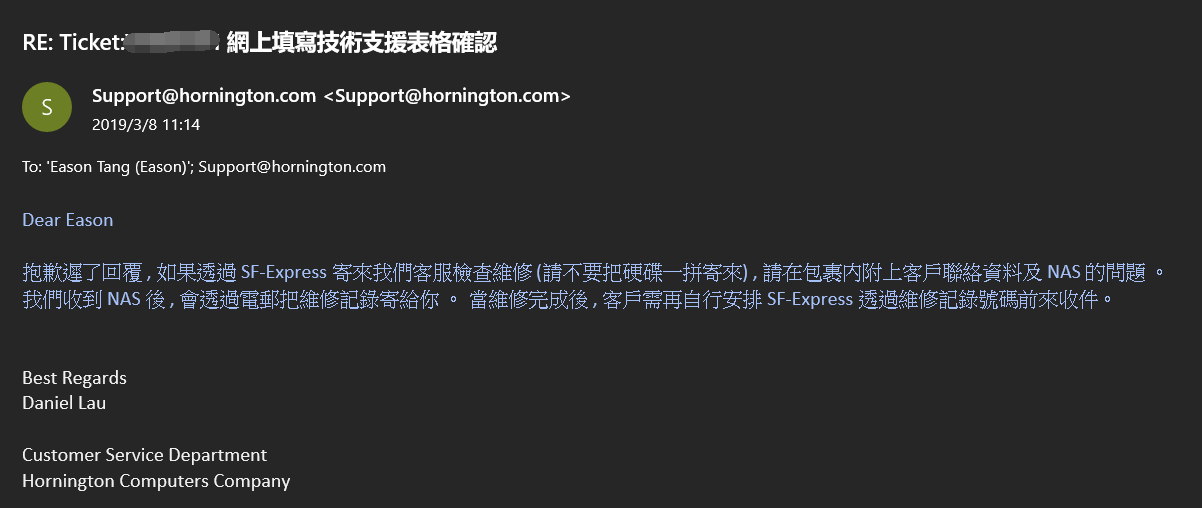 RE: Ticket: 網上填寫技術支援表格確認
S
Support@hornington.com <Support@hornington.com>
2019/3/8 11:14
To: 'Eason Tang (Eason)'; Support@hornington.com
Dear Eason
抱歉遲了回覆 , 如果透過 SF-Express 寄來我們客服檢查維修 (請不要把硬碟一拼寄來) , 請在包裹内附上客戶聯絡資料及 NAS 的問題 。
我們收到 NAS 後 , 會透過電郵把維修記錄寄給你 。 當維修完成後 , 客戶需再自行安排 SF-Express 透過維修記錄號碼前來收件。
Best Regards
Daniel Lau
Customer Service Department
Hornington Computers Company